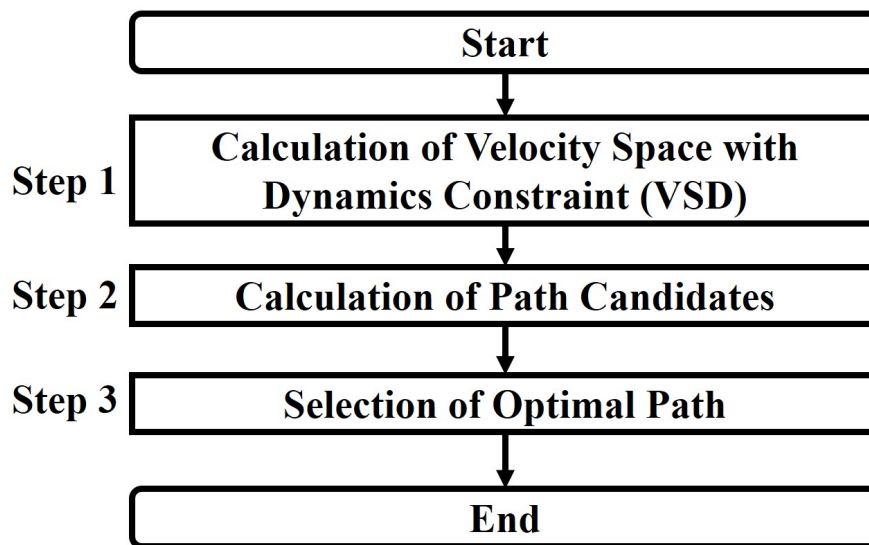 Start
Step 1
Calculation of Velocity Space with
Dynamics Constraint (VSD)
Step 2
Calculation of Path Candidates
Step 3
Selection of Optimal Path
End